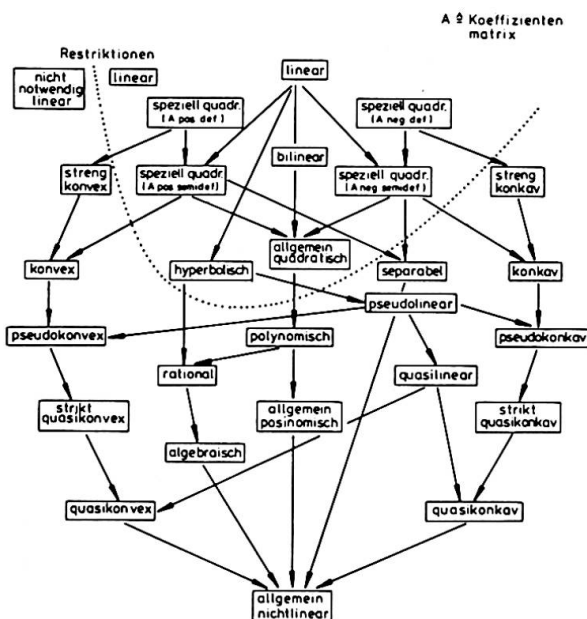 A ≙ Koeffizienten
matrix
Restriktionen
nicht
notwendig
linear
linear
linear
speziell quadr.
(A pos def)
speziell quadr.
(A neg def)
streng
konvex
speziell quadr.
(A pos semidef)
bilinear
speziell quadr.
(A neg semidef)
streng
konkav
konvex
hyperbolisch
allgemein
quadratisch
separabel
konkav
pseudolinear
pseudokonvex
polynomisch
pseudokonkav
rational
quasilinear
strikt
quasikonvex
allgemein
posinomisch
strikt
quasikonkav
algebraisch
quasikonvex
quasikonkav
allgemein
nichtlinear